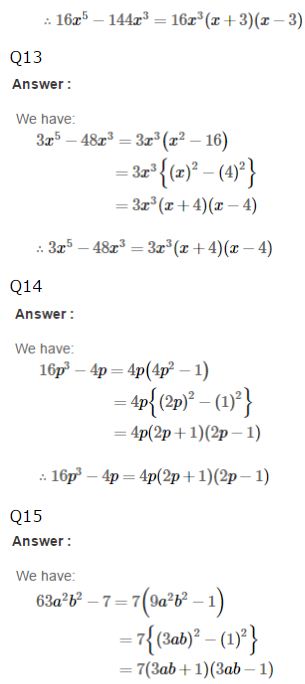 ∴ 16x⁵ − 144x³ = 16x³(x + 3)(x − 3)
Q13
Answer :
We have:
3x⁵ − 48x³ = 3x³(x² − 16)
= 3x³{(x)² − (4)²}
= 3x³(x + 4)(x − 4)
∴ 3x⁵ − 48x³ = 3x³(x + 4)(x − 4)
Q14
Answer :
We have:
16p³ − 4p = 4p(4p² − 1)
= 4p{(2p)² − (1)²}
= 4p(2p + 1)(2p − 1)
∴ 16p³ − 4p = 4p(2p + 1)(2p − 1)
Q15
Answer :
We have:
63a²b² − 7 = 7(9a²b² − 1)
= 7{(3ab)² − (1)²}
= 7(3ab + 1)(3ab − 1)